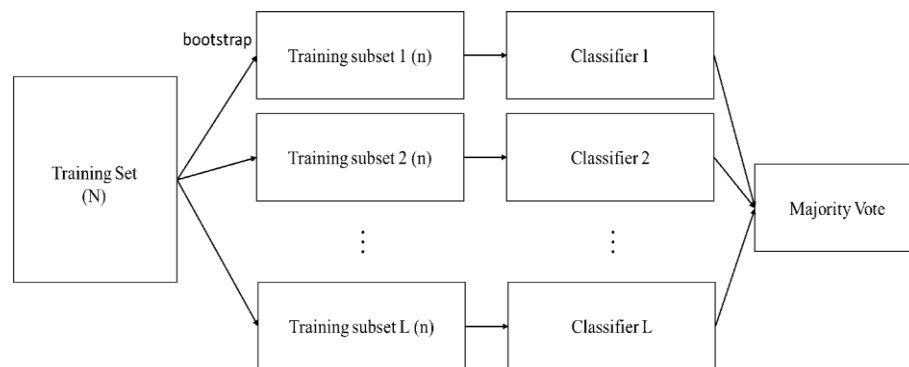 bootstrap
Training Set
(N)
Training subset 1 (n)
Classifier 1
Training subset 2 (n)
Classifier 2
⋮
⋮
Training subset L (n)
Classifier L
Majority Vote